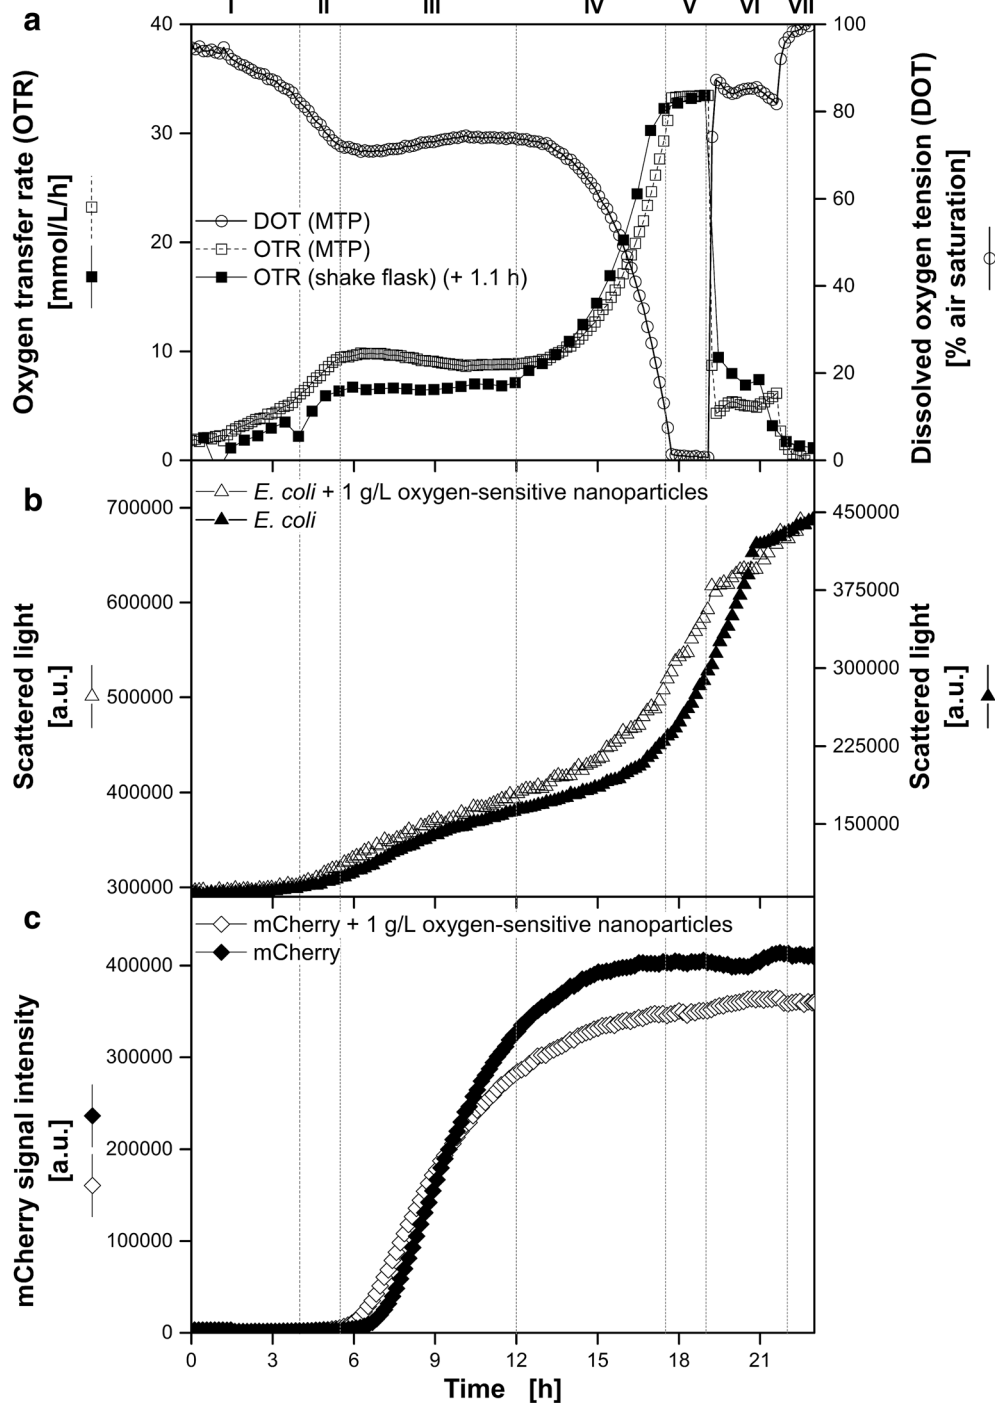 a
I II III IV V VI VII
40
30
20
10
0
100
80
60
40
20
0
Oxygen transfer rate (OTR)
[mmol/L/h]
Dissolved oxygen tension (DOT)
[% air saturation]
DOT (MTP)
OTR (MTP)
OTR (shake flask) (+ 1.1 h)
b
E. coli + 1 g/L oxygen-sensitive nanoparticles
E. coli
700000
600000
500000
400000
300000
450000
375000
300000
225000
150000
Scattered light
[a.u.]
Scattered light
[a.u.]
c
mCherry + 1 g/L oxygen-sensitive nanoparticles
mCherry
400000
300000
200000
100000
0
mCherry signal intensity
[a.u.]
0 3 6 9 12 15 18 21
Time [h]